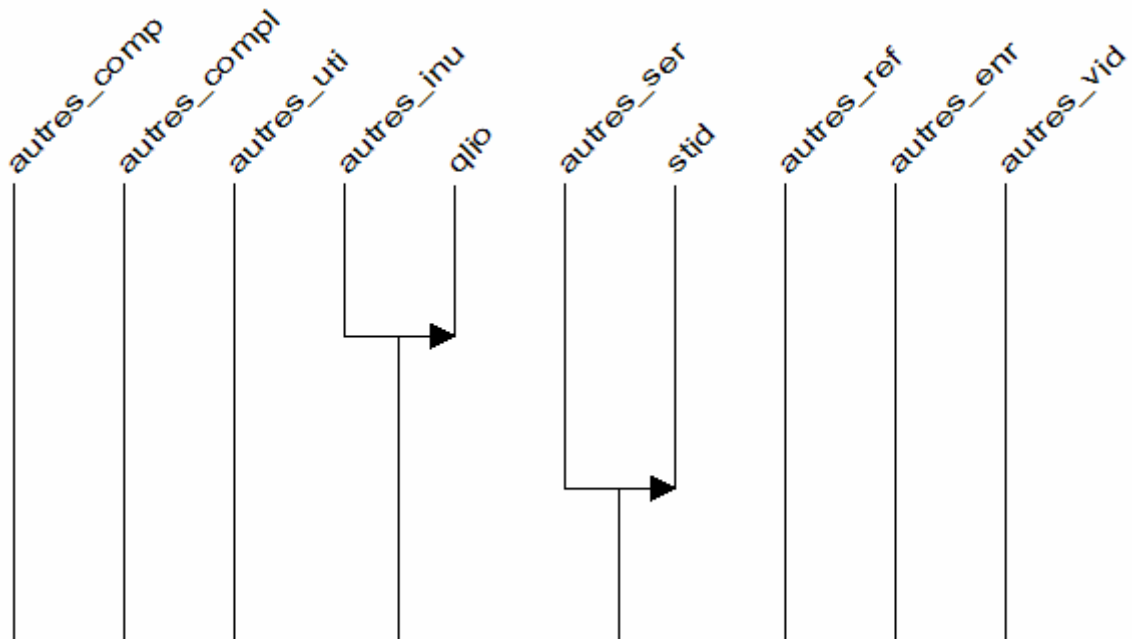 autres_comp
autres_compl
autres_uti
autres_inu
qlio
autres_ser
stid
autres_ref
autres_enr
autres_vid